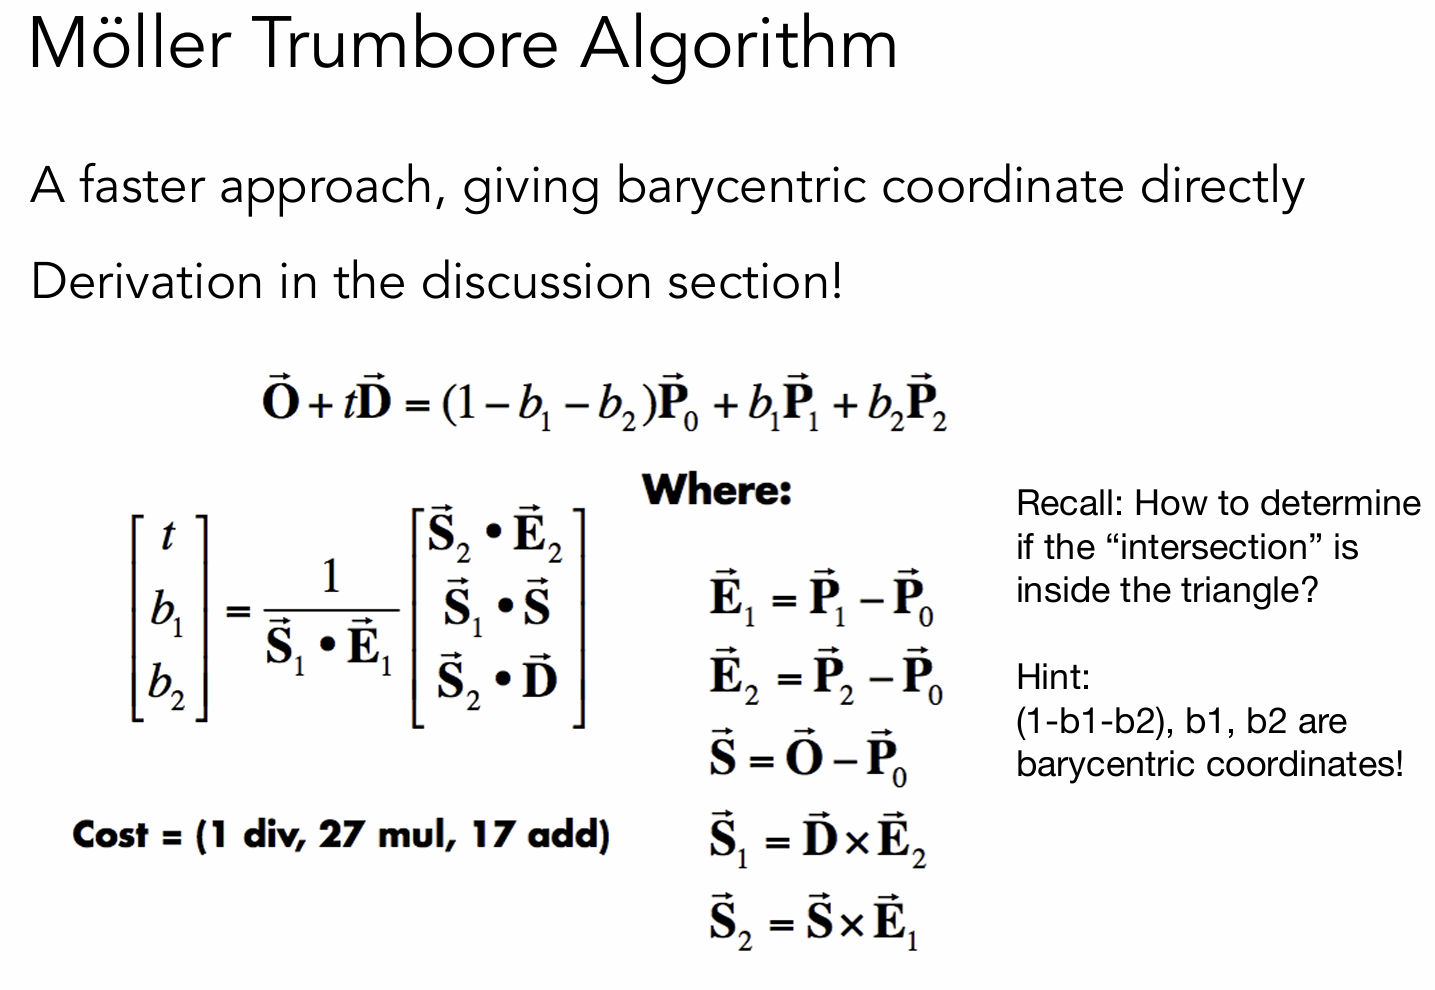 Möller Trumbore Algorithm
A faster approach, giving barycentric coordinate directly
Derivation in the discussion section!
$\vec{\mathbf{O}} + t\vec{\mathbf{D}} = (1 - b_1 - b_2)\vec{\mathbf{P}}_0 + b_1\vec{\mathbf{P}}_1 + b_2\vec{\mathbf{P}}_2$
$\begin{bmatrix} t \\ b_1 \\ b_2 \end{bmatrix} = \frac{1}{\vec{\mathbf{S}}_1 \bullet \vec{\mathbf{E}}_1} \begin{bmatrix} \vec{\mathbf{S}}_2 \bullet \vec{\mathbf{E}}_2 \\ \vec{\mathbf{S}}_1 \bullet \vec{\mathbf{S}} \\ \vec{\mathbf{S}}_2 \bullet \vec{\mathbf{D}} \end{bmatrix}$
Cost = (1 div, 27 mul, 17 add)
Where:
$\vec{\mathbf{E}}_1 = \vec{\mathbf{P}}_1 - \vec{\mathbf{P}}_0$
$\vec{\mathbf{E}}_2 = \vec{\mathbf{P}}_2 - \vec{\mathbf{P}}_0$
$\vec{\mathbf{S}} = \vec{\mathbf{O}} - \vec{\mathbf{P}}_0$
$\vec{\mathbf{S}}_1 = \vec{\mathbf{D}} \times \vec{\mathbf{E}}_2$
$\vec{\mathbf{S}}_2 = \vec{\mathbf{S}} \times \vec{\mathbf{E}}_1$
Recall: How to determine
if the “intersection” is
inside the triangle?
Hint:
(1-b1-b2), b1, b2 are
barycentric coordinates!